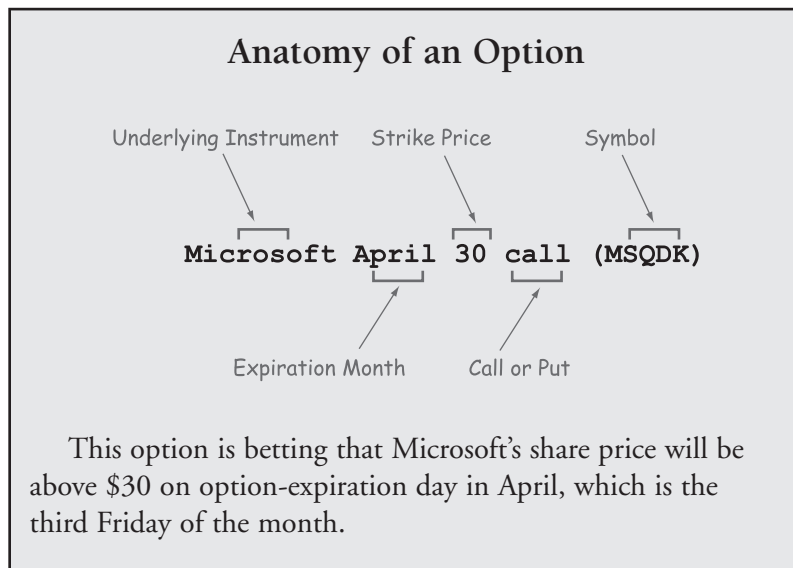 Anatomy of an Option
Underlying Instrument Strike Price Symbol
Microsoft April 30 call (MSQDK)
Expiration Month Call or Put
This option is betting that Microsoft’s share price will be
above $30 on option-expiration day in April, which is the
third Friday of the month.